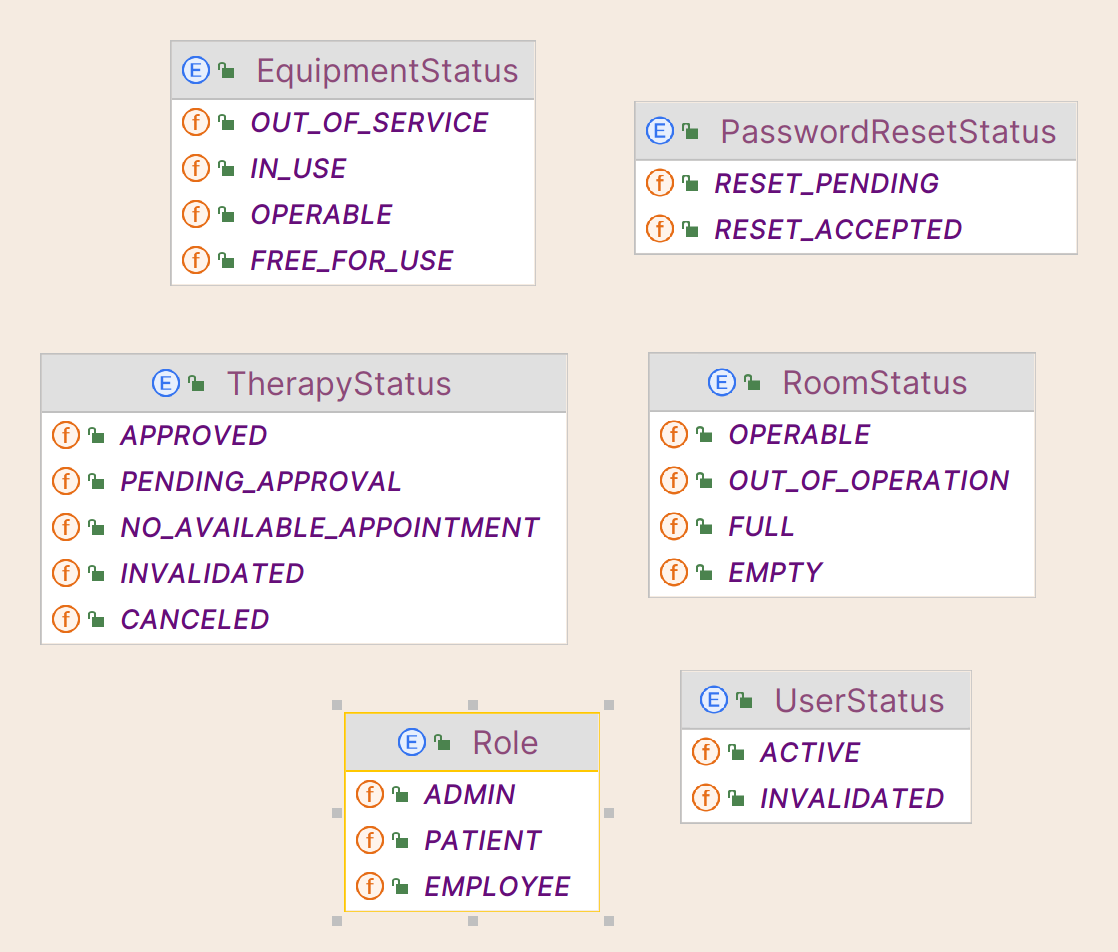 EquipmentStatus
OUT_OF_SERVICE
IN_USE
OPERABLE
FREE_FOR_USE
PasswordResetStatus
RESET_PENDING
RESET_ACCEPTED
TherapyStatus
APPROVED
PENDING_APPROVAL
NO_AVAILABLE_APPOINTMENT
INVALIDATED
CANCELED
RoomStatus
OPERABLE
OUT_OF_OPERATION
FULL
EMPTY
Role
ADMIN
PATIENT
EMPLOYEE
UserStatus
ACTIVE
INVALIDATED